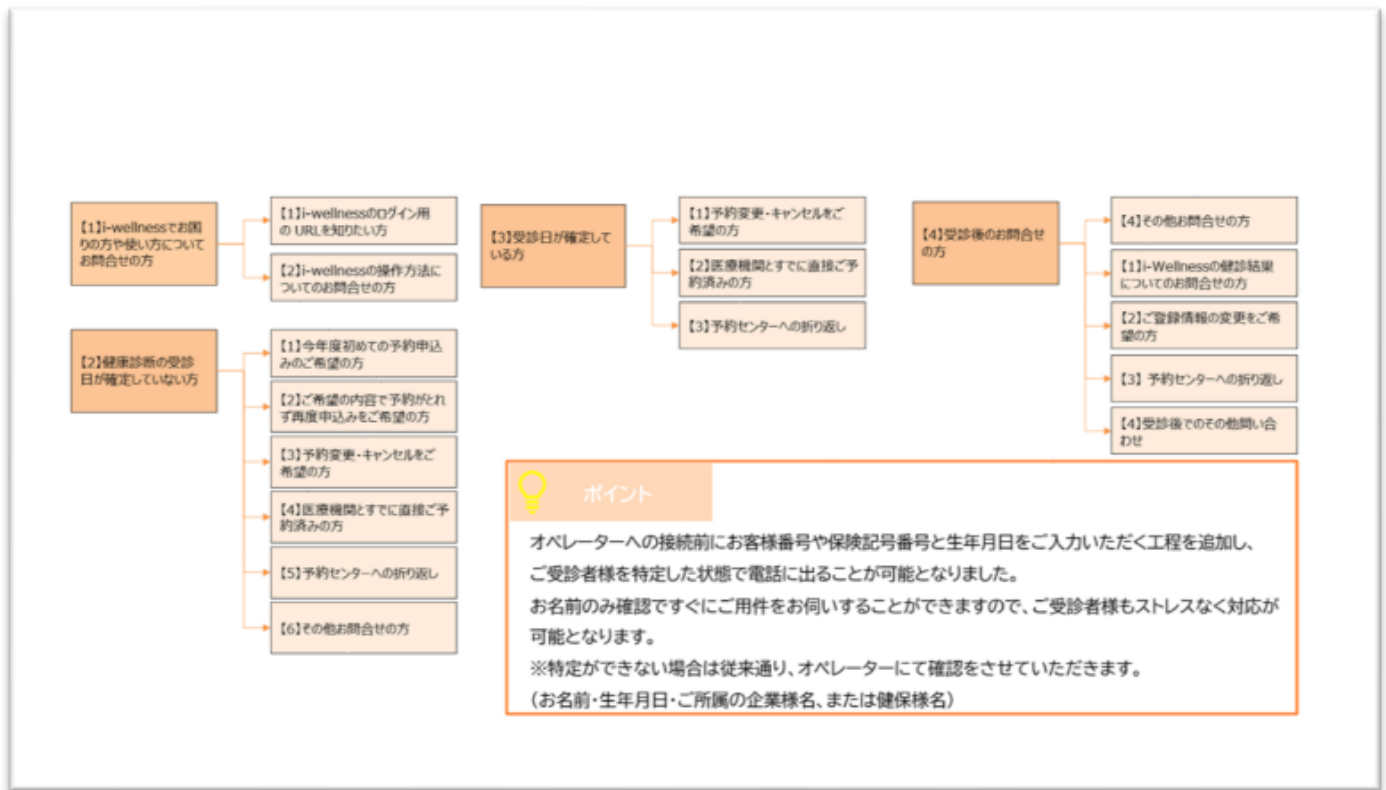 【1】i-wellnessでお困
りの方や使い方について
お問合せの方
【1】i-wellnessのログイン用
の URLを知りたい方
【2】i-wellnessの操作方法に
ついてのお問合せの方
【2】健康診断の受診
日が確定していない方
【1】今年度初めての予約申込
みのご希望の方
【2】ご希望の内容で予約がとれ
ず再度申込みをご希望の方
【3】予約変更・キャンセルをご
希望の方
【4】医療機関とすでに直接ご予
約済みの方
【5】予約センターへの折り返し
【6】その他お問合せの方
【3】受診日が確定して
いる方
【1】予約変更・キャンセルをご
希望の方
【2】医療機関とすでに直接ご予
約済みの方
【3】予約センターへの折り返し
【4】受診後のお問合せ
の方
【4】その他お問合せの方
【1】i-Wellnessの健診結果
についてのお問合せの方
【2】ご登録情報の変更をご希
望の方
【3】 予約センターへの折り返し
【4】受診後でのその他問い合
わせ
ポイント
オペレーターへの接続前にお客様番号や保険記号番号と生年月日をご入力いただく工程を追加し、
ご受診者様を特定した状態で電話に出ることが可能となりました。
お名前のみ確認ですぐにご用件をお伺いすることができますので、ご受診者様もストレスなく対応が
可能となります。
※特定ができない場合は従来通り、オペレーターにて確認をさせていただきます。
（お名前・生年月日・ご所属の企業様名、または健保様名）